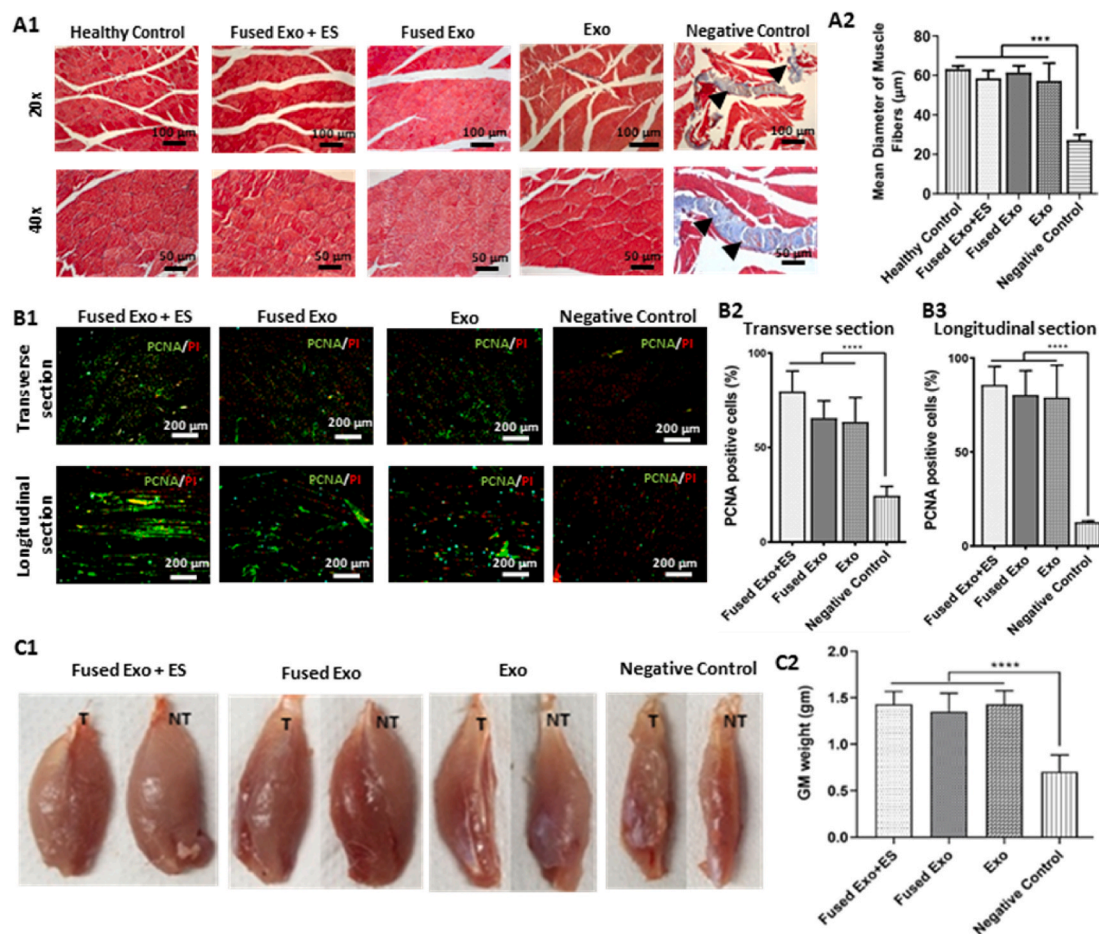 A1
Healthy Control
Fused Exo + ES
Fused Exo
Exo
Negative Control
20x
100 µm
100 µm
100 µm
100 µm
100 µm
40x
50 µm
50 µm
50 µm
50 µm
50 µm
A2
***
Mean Diameter of Muscle
Fibers (µm)
80
60
40
20
0
Healthy Control
Fused Exo+ES
Fused Exo
Exo
Negative Control
B1
Fused Exo + ES
Fused Exo
Exo
Negative Control
Transverse
section
PCNA/PI
200 µm
PCNA/PI
200 µm
PCNA/PI
200 µm
PCNA/PI
200 µm
Longitudinal
section
PCNA/PI
200 µm
PCNA/PI
200 µm
PCNA/PI
200 µm
PCNA/PI
200 µm
B2
Transverse section
****
PCNA positive cells (%)
100
50
0
Fused Exo+ES
Fused Exo
Exo
Negative Control
B3
Longitudinal section
****
PCNA positive cells (%)
100
50
0
Fused Exo+ES
Fused Exo
Exo
Negative Control
C1
Fused Exo + ES
Fused Exo
Exo
Negative Control
T
NT
T
NT
T
NT
T
NT
C2
****
GM weight (gm)
2.0
1.5
1.0
0.5
0.0
Fused Exo+ES
Fused Exo
Exo
Negative Control